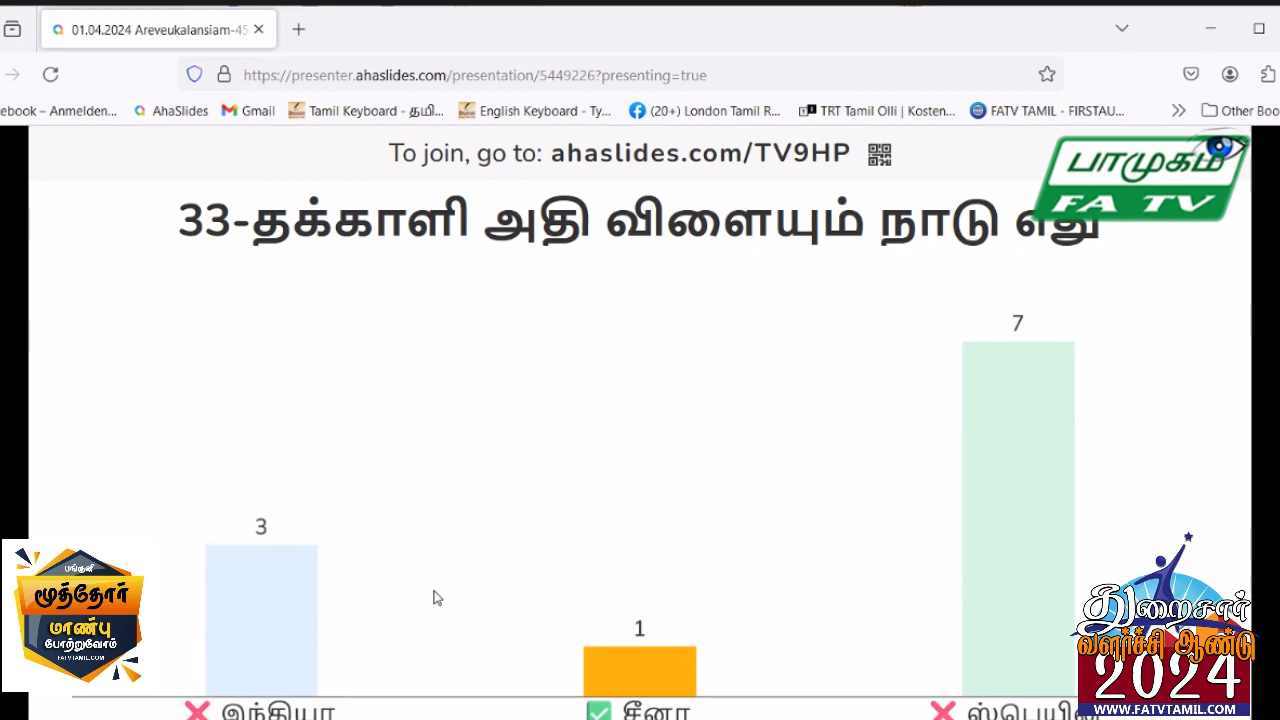 01.04.2024 Areveukalansiam-45
https://presenter.ahaslides.com/presentation/5449226?presenting=true
ebook – Anmelden... AhaSlides Gmail Tamil Keyboard - தமி... English Keyboard - Ty... (20+) London Tamil R... TRT Tamil Olli | Kosten... FATV TAMIL - FIRSTAU... Other Boo
To join, go to: ahaslides.com/TV9HP
பாமுகம்
FA TV
33-தக்காளி அதி விளையும் நாடு எது
7
3
1
பங்குனி
மூத்தோர்
மாண்பு
போற்றுவோம்
FATVTAMIL.COM
துறைசார்
வளர்ச்சி ஆண்டு
2024
WWW.FATVTAMIL.COM
இந்தியா சீனா ஸ்பெயின்